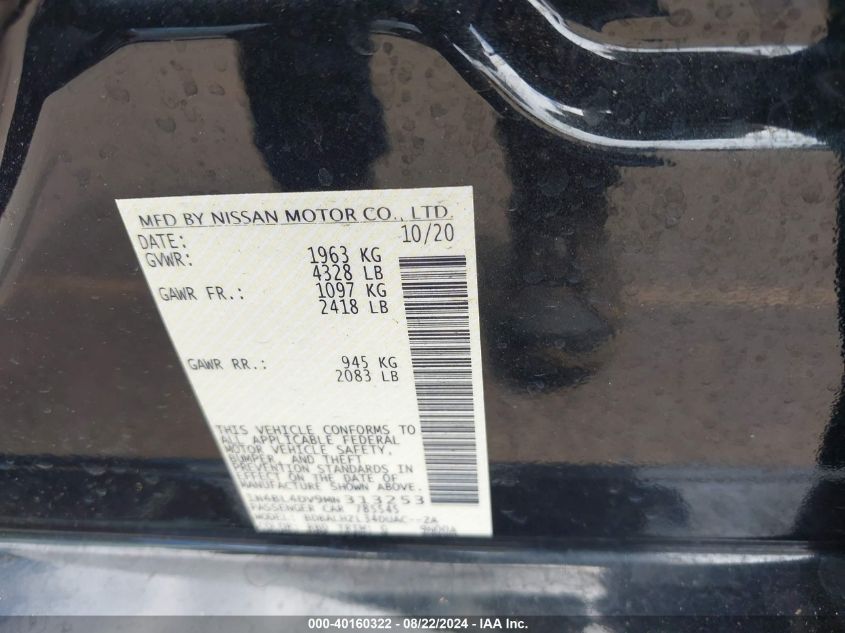 MFD BY NISSAN MOTOR CO., LTD.
DATE: 10/20
GVWR: 1963 KG
4328 LB
GAWR FR.: 1097 KG
2418 LB
GAWR RR.: 945 KG
2083 LB
THIS VEHICLE CONFORMS TO
ALL APPLICABLE FEDERAL
MOTOR VEHICLE SAFETY,
BUMPER, AND THEFT
PREVENTION STANDARDS IN
EFFECT ON THE DATE OF
MANUFACTURE SHOWN ABOVE.
1N4BL4DV9MN313253
PASSENGER CAR
MODEL:
000-40160322 - 08/22/2024 - IAA Inc.